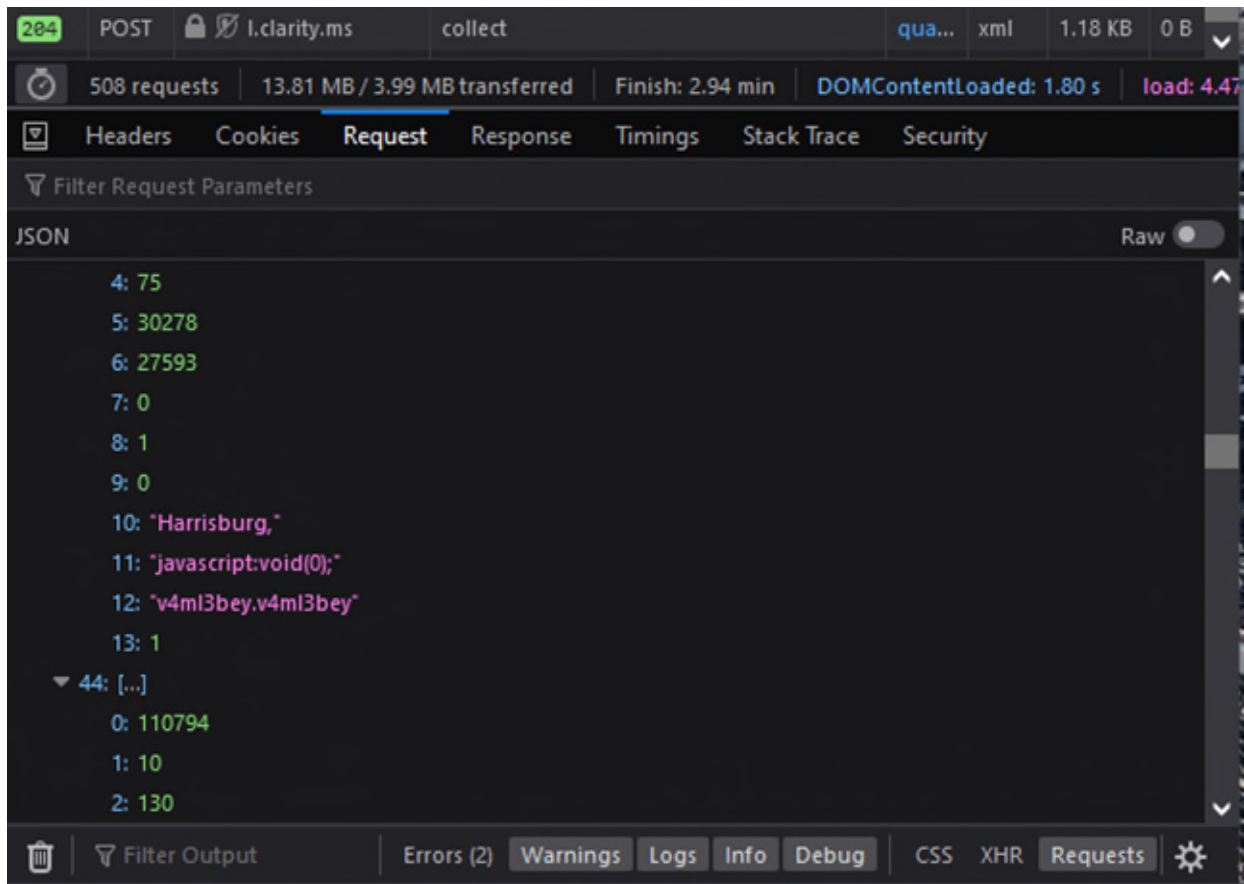 204 POST l.clarity.ms collect qua... xml 1.18 KB 0 B
508 requests 13.81 MB / 3.99 MB transferred Finish: 2.94 min DOMContentLoaded: 1.80 s load: 4.47
Headers Cookies Request Response Timings Stack Trace Security
Filter Request Parameters
JSON Raw
4: 75
5: 30278
6: 27593
7: 0
8: 1
9: 0
10: "Harrisburg,"
11: "javascript:void(0);"
12: "v4ml3bey.v4ml3bey"
13: 1
44: [...]
0: 110794
1: 10
2: 130
Filter Output Errors (2) Warnings Logs Info Debug CSS XHR Requests